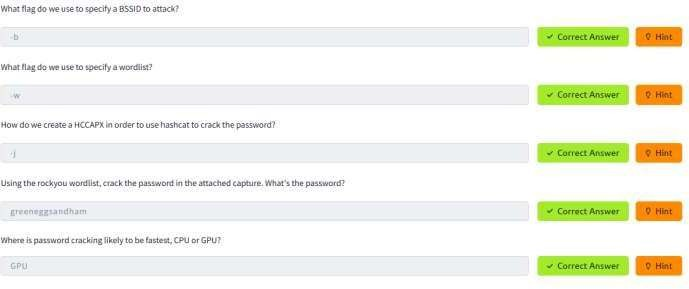 What flag do we use to specify a BSSID to attack?
-b
Correct Answer
Hint
What flag do we use to specify a wordlist?
-w
Correct Answer
Hint
How do we create a HCCAPX in order to use hashcat to crack the password?
-j
Correct Answer
Hint
Using the rockyou wordlist, crack the password in the attached capture. What's the password?
greeneggsandham
Correct Answer
Hint
Where is password cracking likely to be fastest, CPU or GPU?
GPU
Correct Answer
Hint